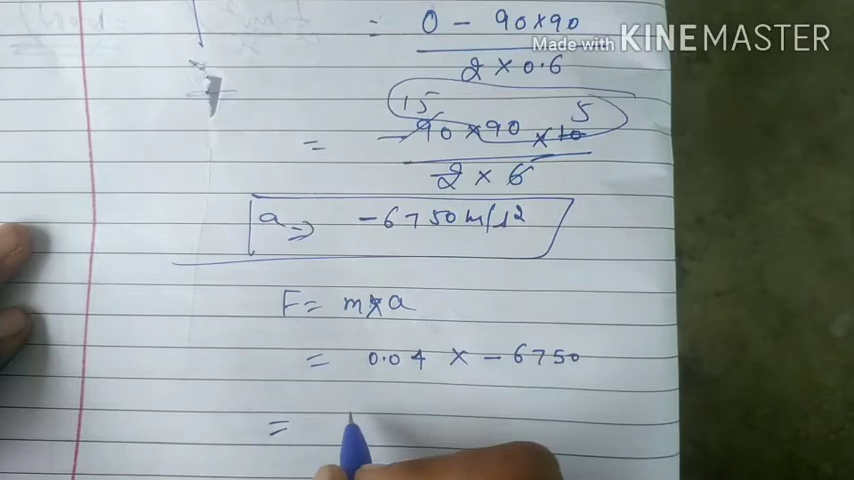 = 0 - 90×90
Made with KINEMASTER
2 × 0.6
15 5
= - 90 × 90 × 10
2 × 6
a => -6750 m/s²
F = m×a
= 0.04 × - 6750
=